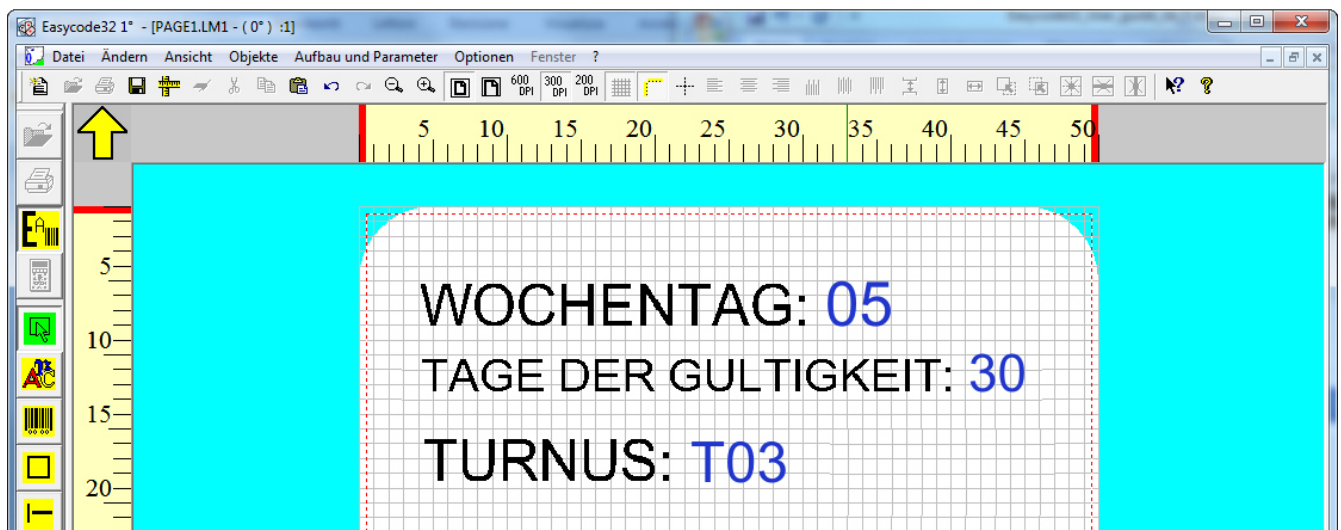 Easycode32 1° - [PAGE1.LM1 - ( 0° ) :1]
Datei Ändern Ansicht Objekte Aufbau und Parameter Optionen Fenster ?
600 DPI 300 DPI 200 DPI
5 10 15 20 25 30 35 40 45 50
5
10
15
20
WOCHENTAG: 05
TAGE DER GULTIGKEIT: 30
TURNUS: T03